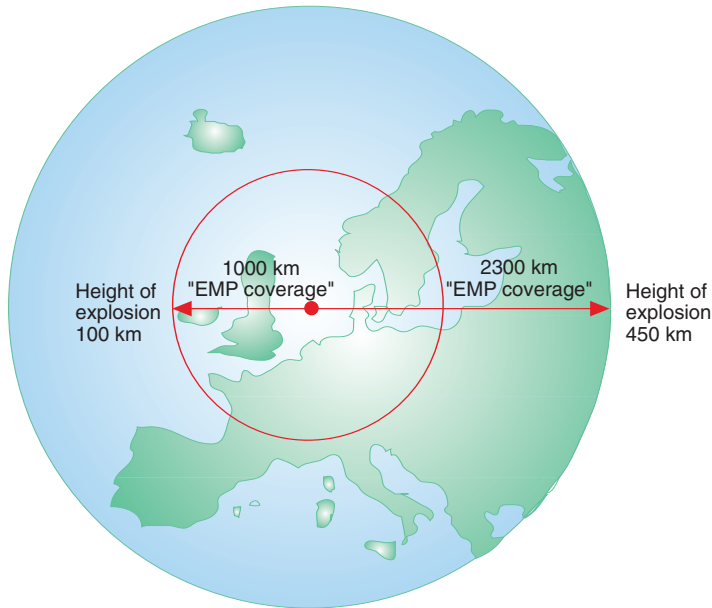 1000 km
"EMP coverage"
2300 km
"EMP coverage"
Height of
explosion
100 km
Height of
explosion
450 km